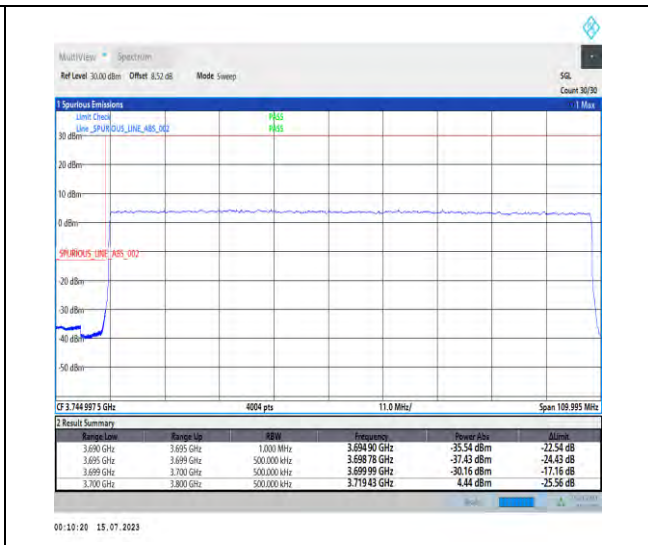 MultiView Spectrum
Ref Level 30.00 dBm Offset 8.52 dB Mode Sweep SGL
Count 30/30
1 Spurious Emissions 1 Max
Limit Check PASS
Line _SPURIOUS_LINE_ABS_002 PASS
30 dBm
20 dBm
10 dBm
0 dBm
_SPURIOUS_LINE_ABS_002
-20 dBm
-30 dBm
-40 dBm
-50 dBm
CF 3.744 997 5 GHz 4004 pts 11.0 MHz/ Span 109.995 MHz
2 Result Summary
Range Low Range Up RBW Frequency Power Abs ΔLimit
3.690 GHz 3.695 GHz 1.000 MHz 3.694 90 GHz -35.54 dBm -22.54 dB
3.695 GHz 3.699 GHz 500.000 kHz 3.698 78 GHz -37.43 dBm -24.43 dB
3.699 GHz 3.700 GHz 500.000 kHz 3.699 99 GHz -30.16 dBm -17.16 dB
3.700 GHz 3.800 GHz 500.000 kHz 3.719 43 GHz 4.44 dBm -25.56 dB
00:10:20 15.07.2023